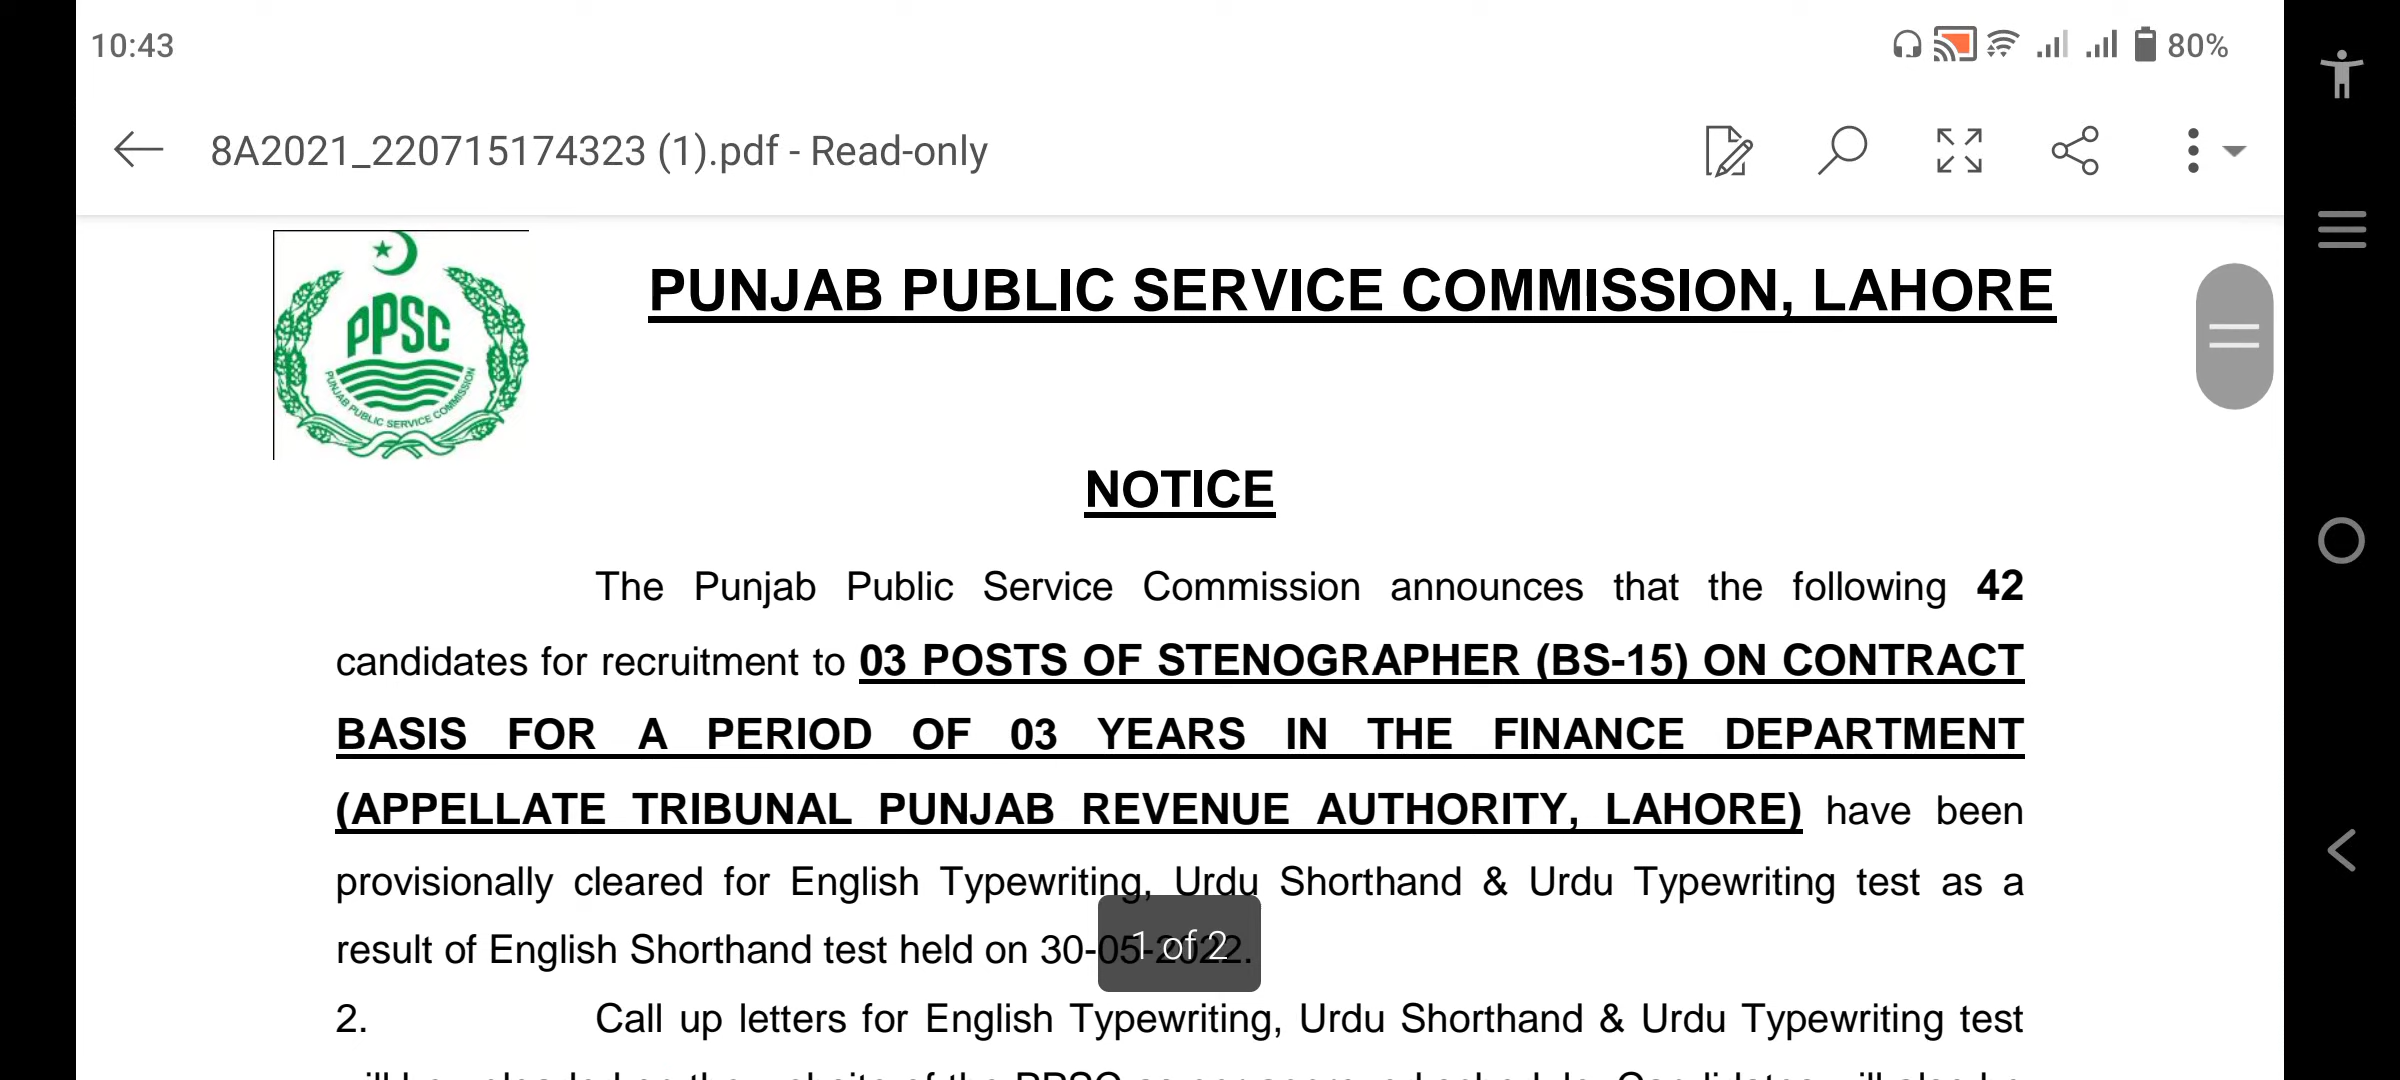 10:43
80%
8A2021_220715174323 (1).pdf - Read-only
PPSC
PUNJAB PUBLIC SERVICE COMMISSION
PUNJAB PUBLIC SERVICE COMMISSION, LAHORE
NOTICE
The Punjab Public Service Commission announces that the following 42
candidates for recruitment to 03 POSTS OF STENOGRAPHER (BS-15) ON CONTRACT
BASIS FOR A PERIOD OF 03 YEARS IN THE FINANCE DEPARTMENT
(APPELLATE TRIBUNAL PUNJAB REVENUE AUTHORITY, LAHORE) have been
provisionally cleared for English Typewriting, Urdu Shorthand & Urdu Typewriting test as a
result of English Shorthand test held on 30-05-2022.
1 of 2
2. Call up letters for English Typewriting, Urdu Shorthand & Urdu Typewriting test